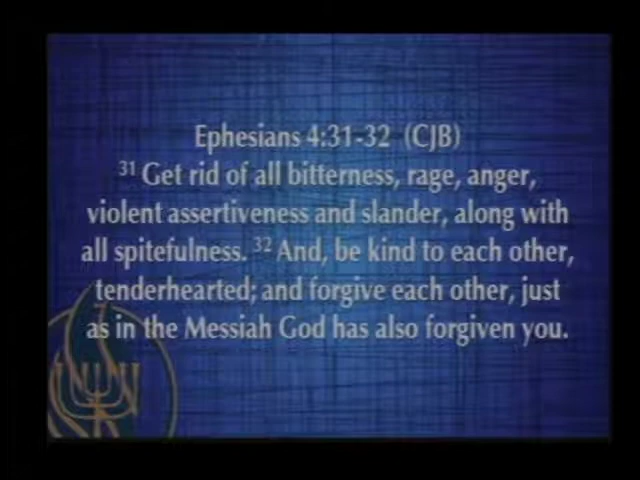 Ephesians 4:31-32 (CJB)
31 Get rid of all bitterness, rage, anger,
violent assertiveness and slander, along with
all spitefulness. 32 And, be kind to each other,
tenderhearted; and forgive each other, just
as in the Messiah God has also forgiven you.